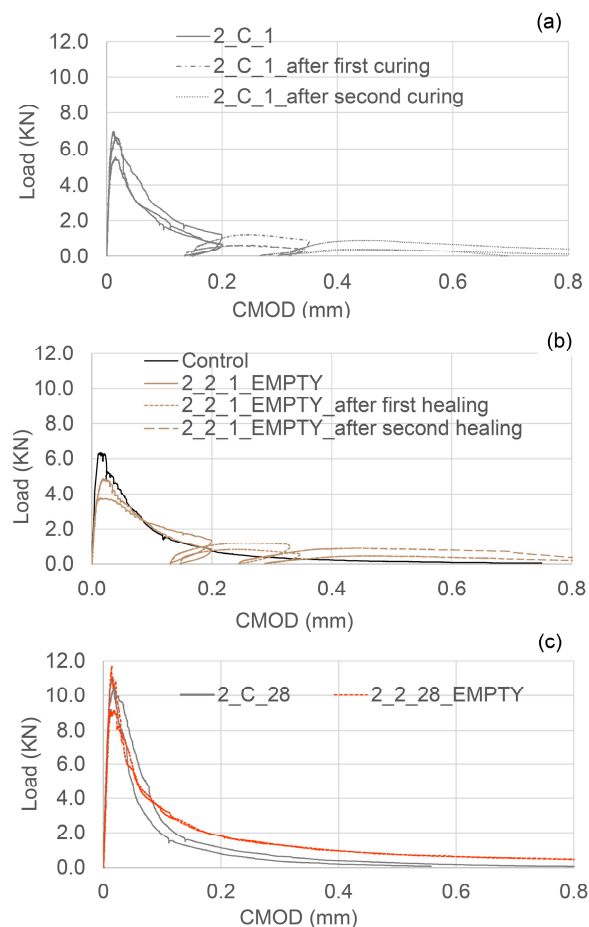 (a)
12.0
10.0
8.0
6.0
4.0
2.0
0.0
Load (KN)
2_C_1
2_C_1_after first curing
2_C_1_after second curing
0 0.2 0.4 0.6 0.8
CMOD (mm)
(b)
12.0
10.0
8.0
6.0
4.0
2.0
0.0
Load (KN)
Control
2_2_1_EMPTY
2_2_1_EMPTY_after first healing
2_2_1_EMPTY_after second healing
0.0 0.2 0.4 0.6 0.8
CMOD (mm)
(c)
12.0
10.0
8.0
6.0
4.0
2.0
0.0
Load (KN)
2_C_28 2_2_28_EMPTY
0 0.2 0.4 0.6 0.8
CMOD (mm)